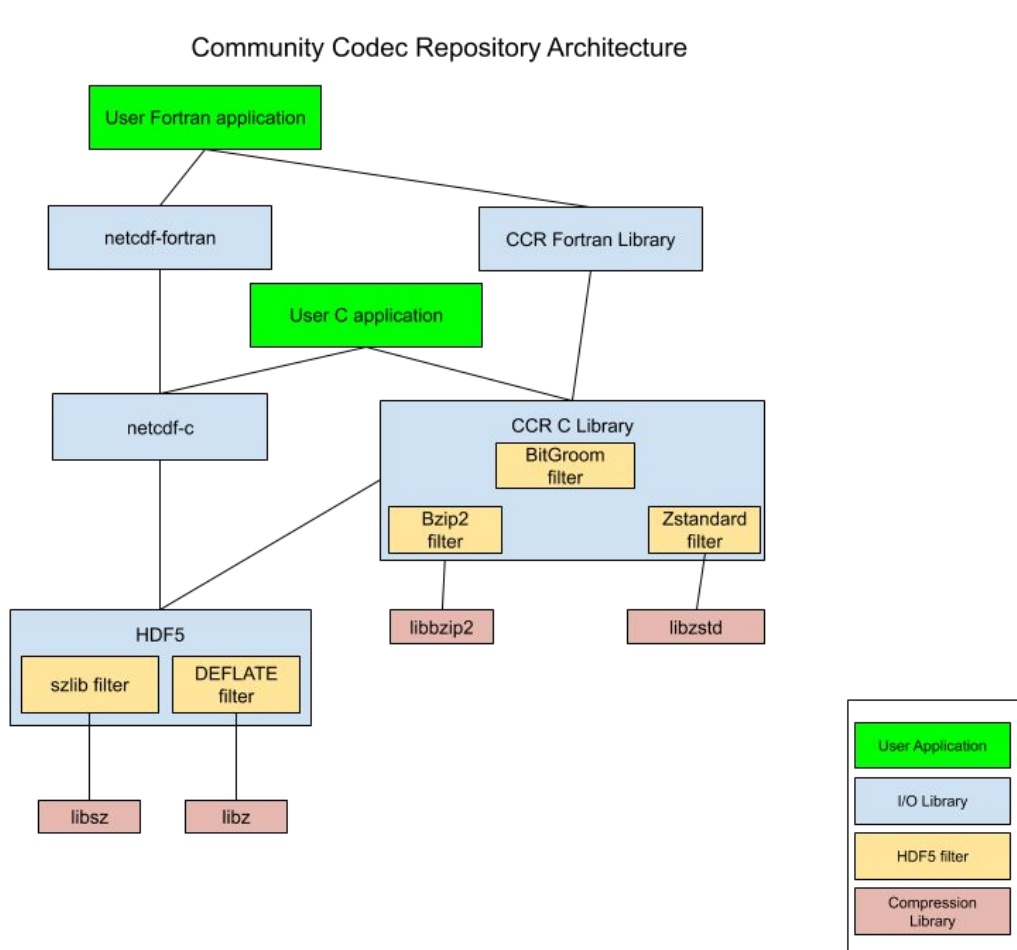 Community Codec Repository Architecture
User Fortran application
netcdf-fortran
CCR Fortran Library
User C application
netcdf-c
CCR C Library
BitGroom
filter
Bzip2
filter
Zstandard
filter
libbzip2
libzstd
HDF5
szlib filter
DEFLATE
filter
libsz
libz
User Application
I/O Library
HDF5 filter
Compression
Library